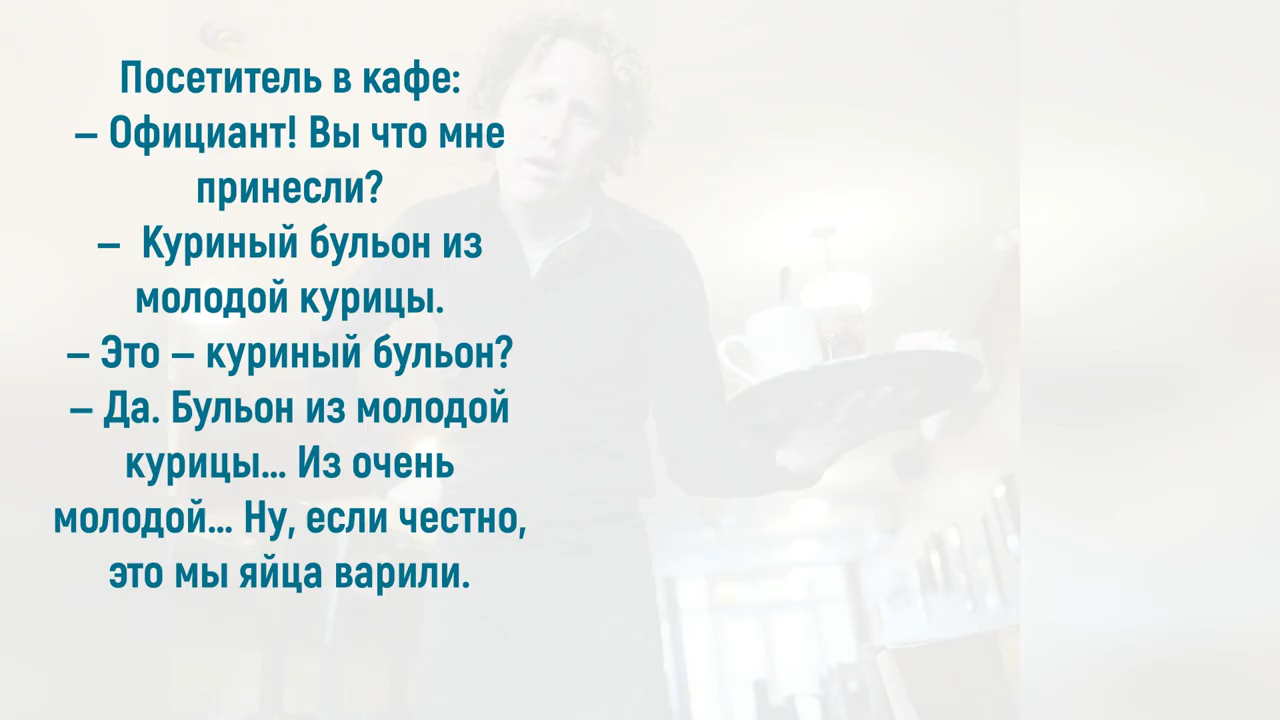 Посетитель в кафе:
– Официант! Вы что мне
принесли?
– Куриный бульон из
молодой курицы.
– Это – куриный бульон?
– Да. Бульон из молодой
курицы... Из очень
молодой... Ну, если честно,
это мы яйца варили.